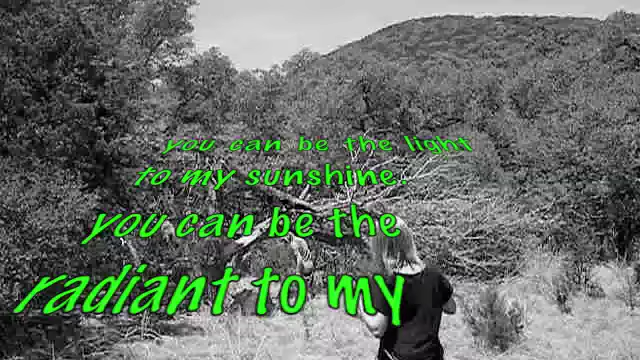 you can be the light
to my sunshine.
you can be the
radiant to my